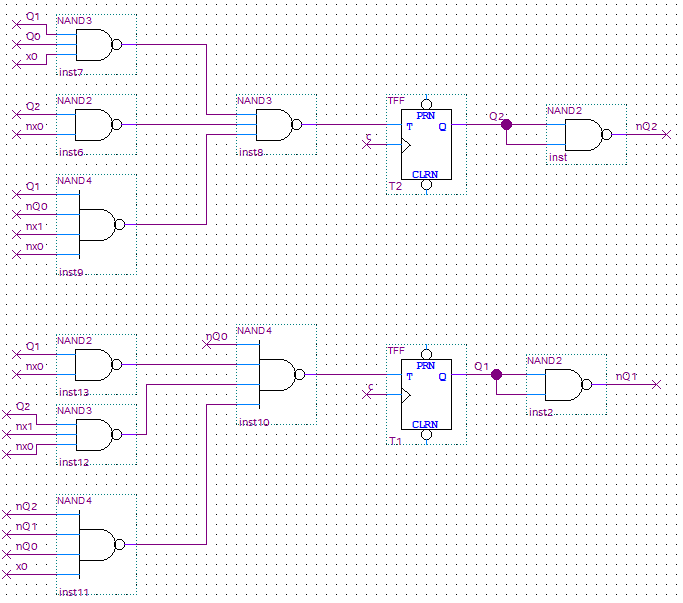 Q1
NAND3
Q0
x0
inst7
Q2
NAND2
nx0
inst6
NAND3
inst8
TFF
PRN
T
Q
c
CLRN
T2
Q2
NAND2
nQ2
inst
Q1
NAND4
nQ0
nx1
nx0
inst9
Q1
NAND2
nx0
inst13
nQ0
NAND4
inst10
TFF
PRN
T
Q
c
CLRN
T1
Q1
NAND2
nQ1
inst2
Q2
NAND3
nx1
nx0
inst12
nQ2
NAND4
nQ1
nQ0
x0
inst11